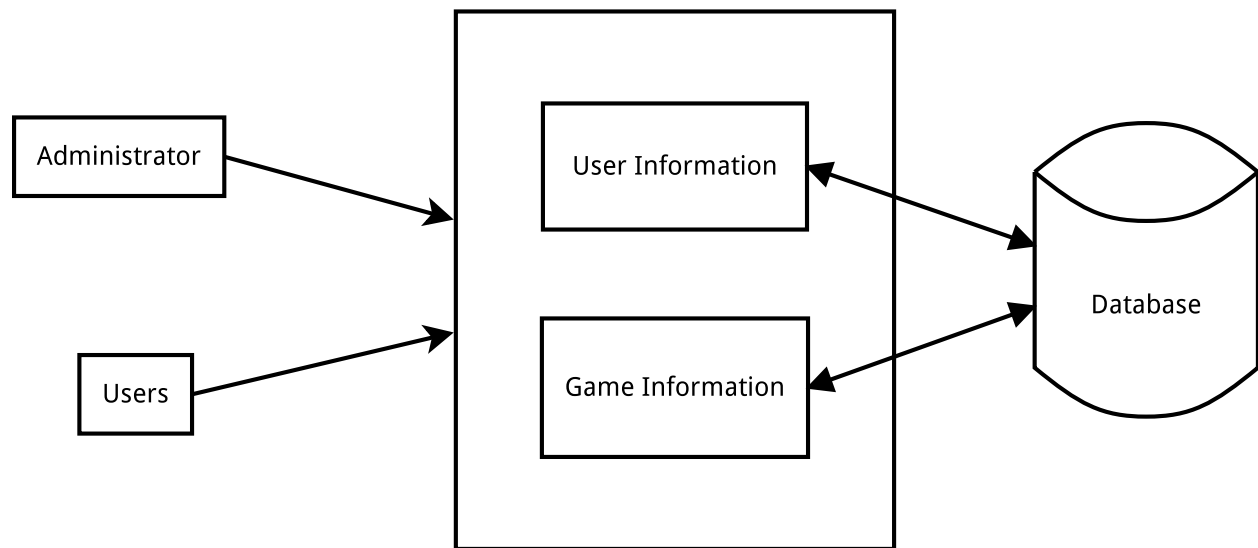 Administrator
Users
User Information
Game Information
Database